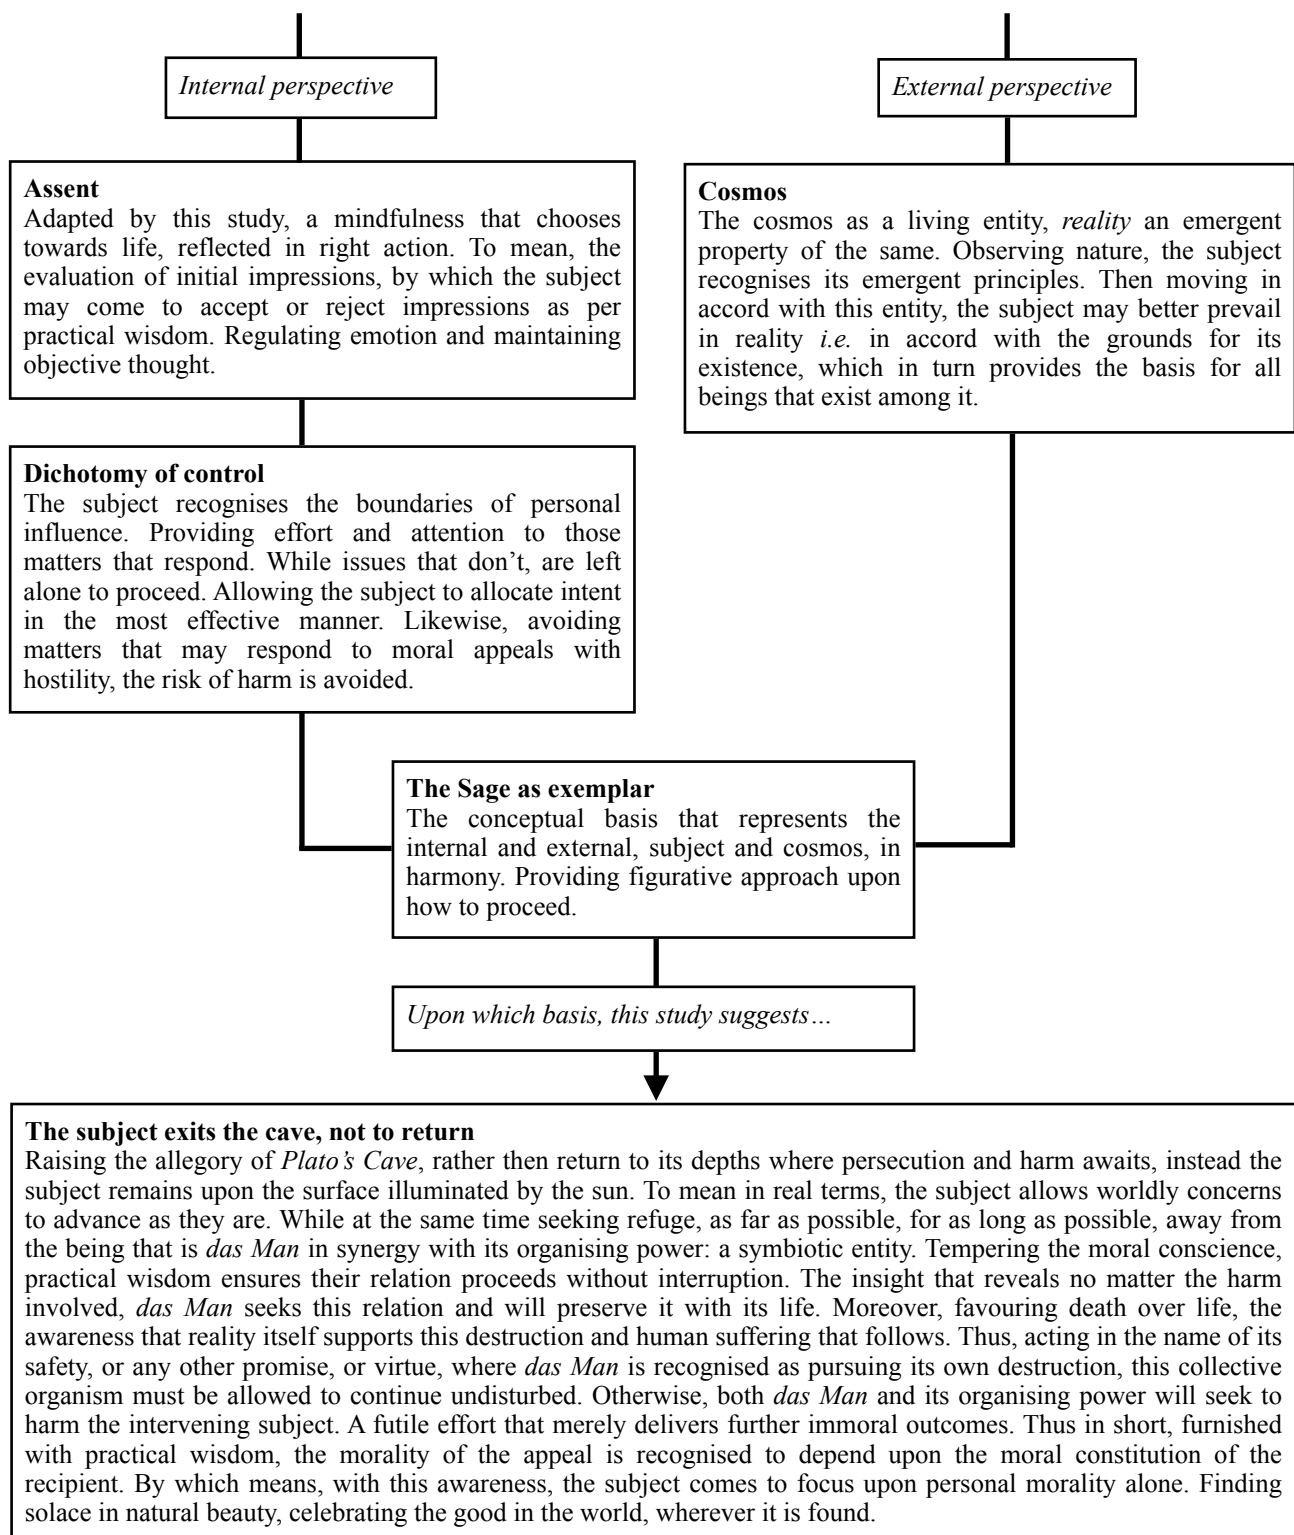 Internal perspective
External perspective
Assent
Adapted by this study, a mindfulness that chooses
towards life, reflected in right action. To mean, the
evaluation of initial impressions, by which the subject
may come to accept or reject impressions as per
practical wisdom. Regulating emotion and maintaining
objective thought.
Cosmos
The cosmos as a living entity, reality an emergent
property of the same. Observing nature, the subject
recognises its emergent principles. Then moving in
accord with this entity, the subject may better prevail
in reality i.e. in accord with the grounds for its
existence, which in turn provides the basis for all
beings that exist among it.
Dichotomy of control
The subject recognises the boundaries of personal
influence. Providing effort and attention to those
matters that respond. While issues that don’t, are left
alone to proceed. Allowing the subject to allocate intent
in the most effective manner. Likewise, avoiding
matters that may respond to moral appeals with
hostility, the risk of harm is avoided.
The Sage as exemplar
The conceptual basis that represents the
internal and external, subject and cosmos, in
harmony. Providing figurative approach upon
how to proceed.
Upon which basis, this study suggests…
The subject exits the cave, not to return
Raising the allegory of Plato’s Cave, rather then return to its depths where persecution and harm awaits, instead the
subject remains upon the surface illuminated by the sun. To mean in real terms, the subject allows worldly concerns
to advance as they are. While at the same time seeking refuge, as far as possible, for as long as possible, away from
the being that is das Man in synergy with its organising power: a symbiotic entity. Tempering the moral conscience,
practical wisdom ensures their relation proceeds without interruption. The insight that reveals no matter the harm
involved, das Man seeks this relation and will preserve it with its life. Moreover, favouring death over life, the
awareness that reality itself supports this destruction and human suffering that follows. Thus, acting in the name of its
safety, or any other promise, or virtue, where das Man is recognised as pursuing its own destruction, this collective
organism must be allowed to continue undisturbed. Otherwise, both das Man and its organising power will seek to
harm the intervening subject. A futile effort that merely delivers further immoral outcomes. Thus in short, furnished
with practical wisdom, the morality of the appeal is recognised to depend upon the moral constitution of the
recipient. By which means, with this awareness, the subject comes to focus upon personal morality alone. Finding
solace in natural beauty, celebrating the good in the world, wherever it is found.